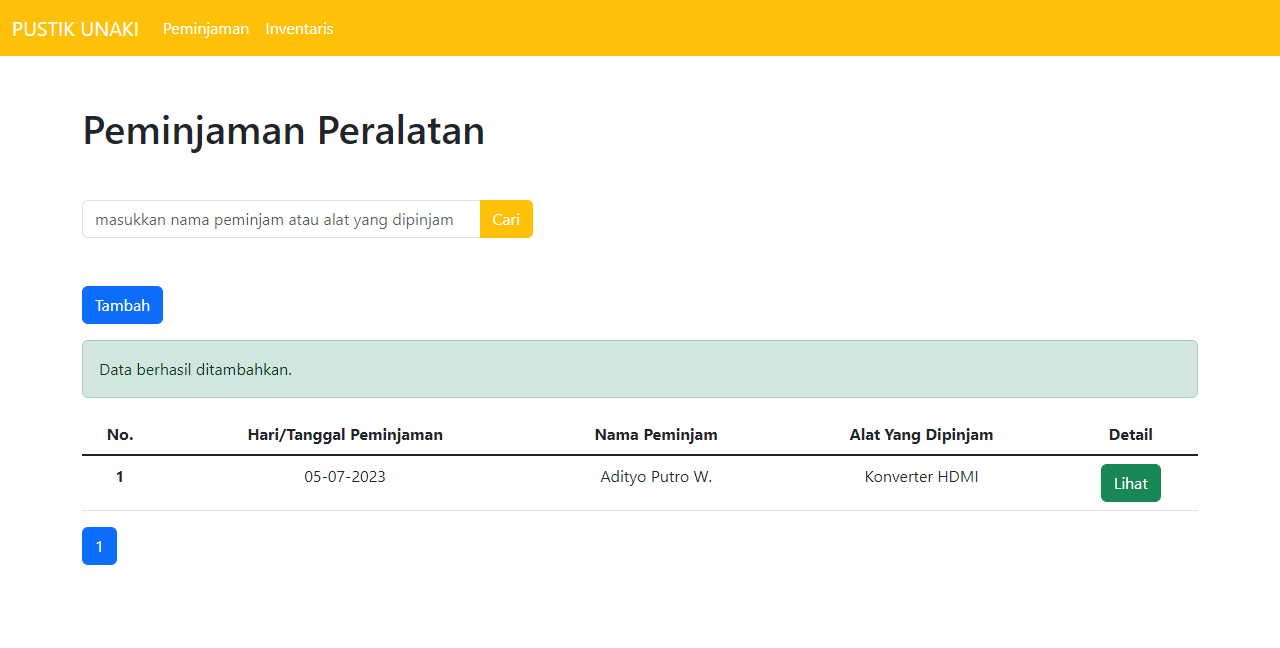 PUSTIK UNAKI Peminjaman Inventaris
Peminjaman Peralatan
masukkan nama peminjam atau alat yang dipinjam Cari
Tambah
Data berhasil ditambahkan.
No. Hari/Tanggal Peminjaman Nama Peminjam Alat Yang Dipinjam Detail
1 05-07-2023 Adityo Putro W. Konverter HDMI Lihat
1